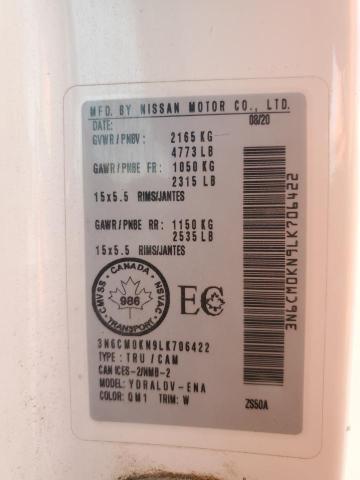 MFD. BY NISSAN MOTOR CO., LTD.
DATE: 08/20
GVWR/PNBV: 2165 KG
4773 LB
GAWR/PNBE FR: 1050 KG
2315 LB
15x5.5 RIMS/JANTES
GAWR/PNBE RR: 1150 KG
2535 LB
15x5.5 RIMS/JANTES
CANADA
CMVSS NSVAC
986
TRANSPORT
EC
3N6CM0KN9LK706422
TYPE: TRU/CAM
CAN ICES-2/NMB-2
MODEL: YDRALDV-ENA
COLOR: QM1 TRIM: W
ZS50A
3N6CM0KN9LK706422